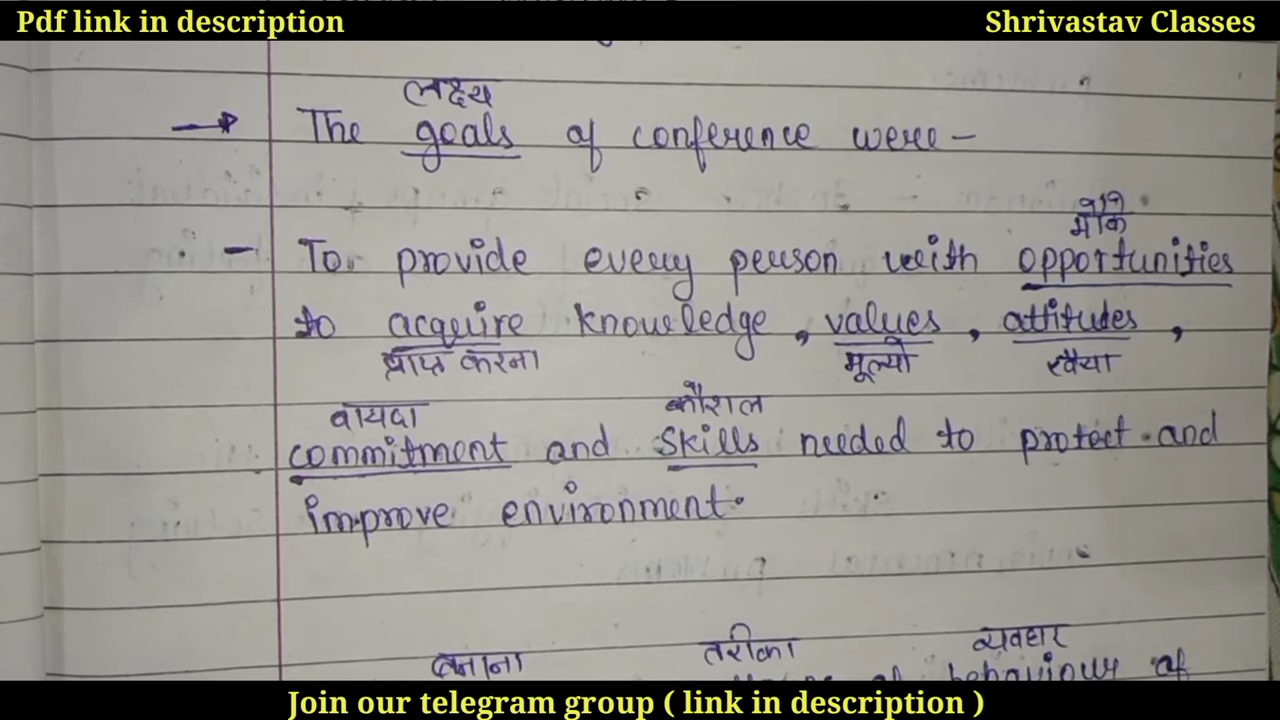 Pdf link in description
Shrivastav Classes
लक्ष्य
→ The goals of conference were -
- To provide every person with opportunities
to acquire knowledge, values, attitudes,
प्राप्त करना मूल्यो रवैया
वायदा कौशल
commitment and skills needed to protect and
improve environment.
बनाना तरीका व्यवहार
of behaviour of
Join our telegram group ( link in description )